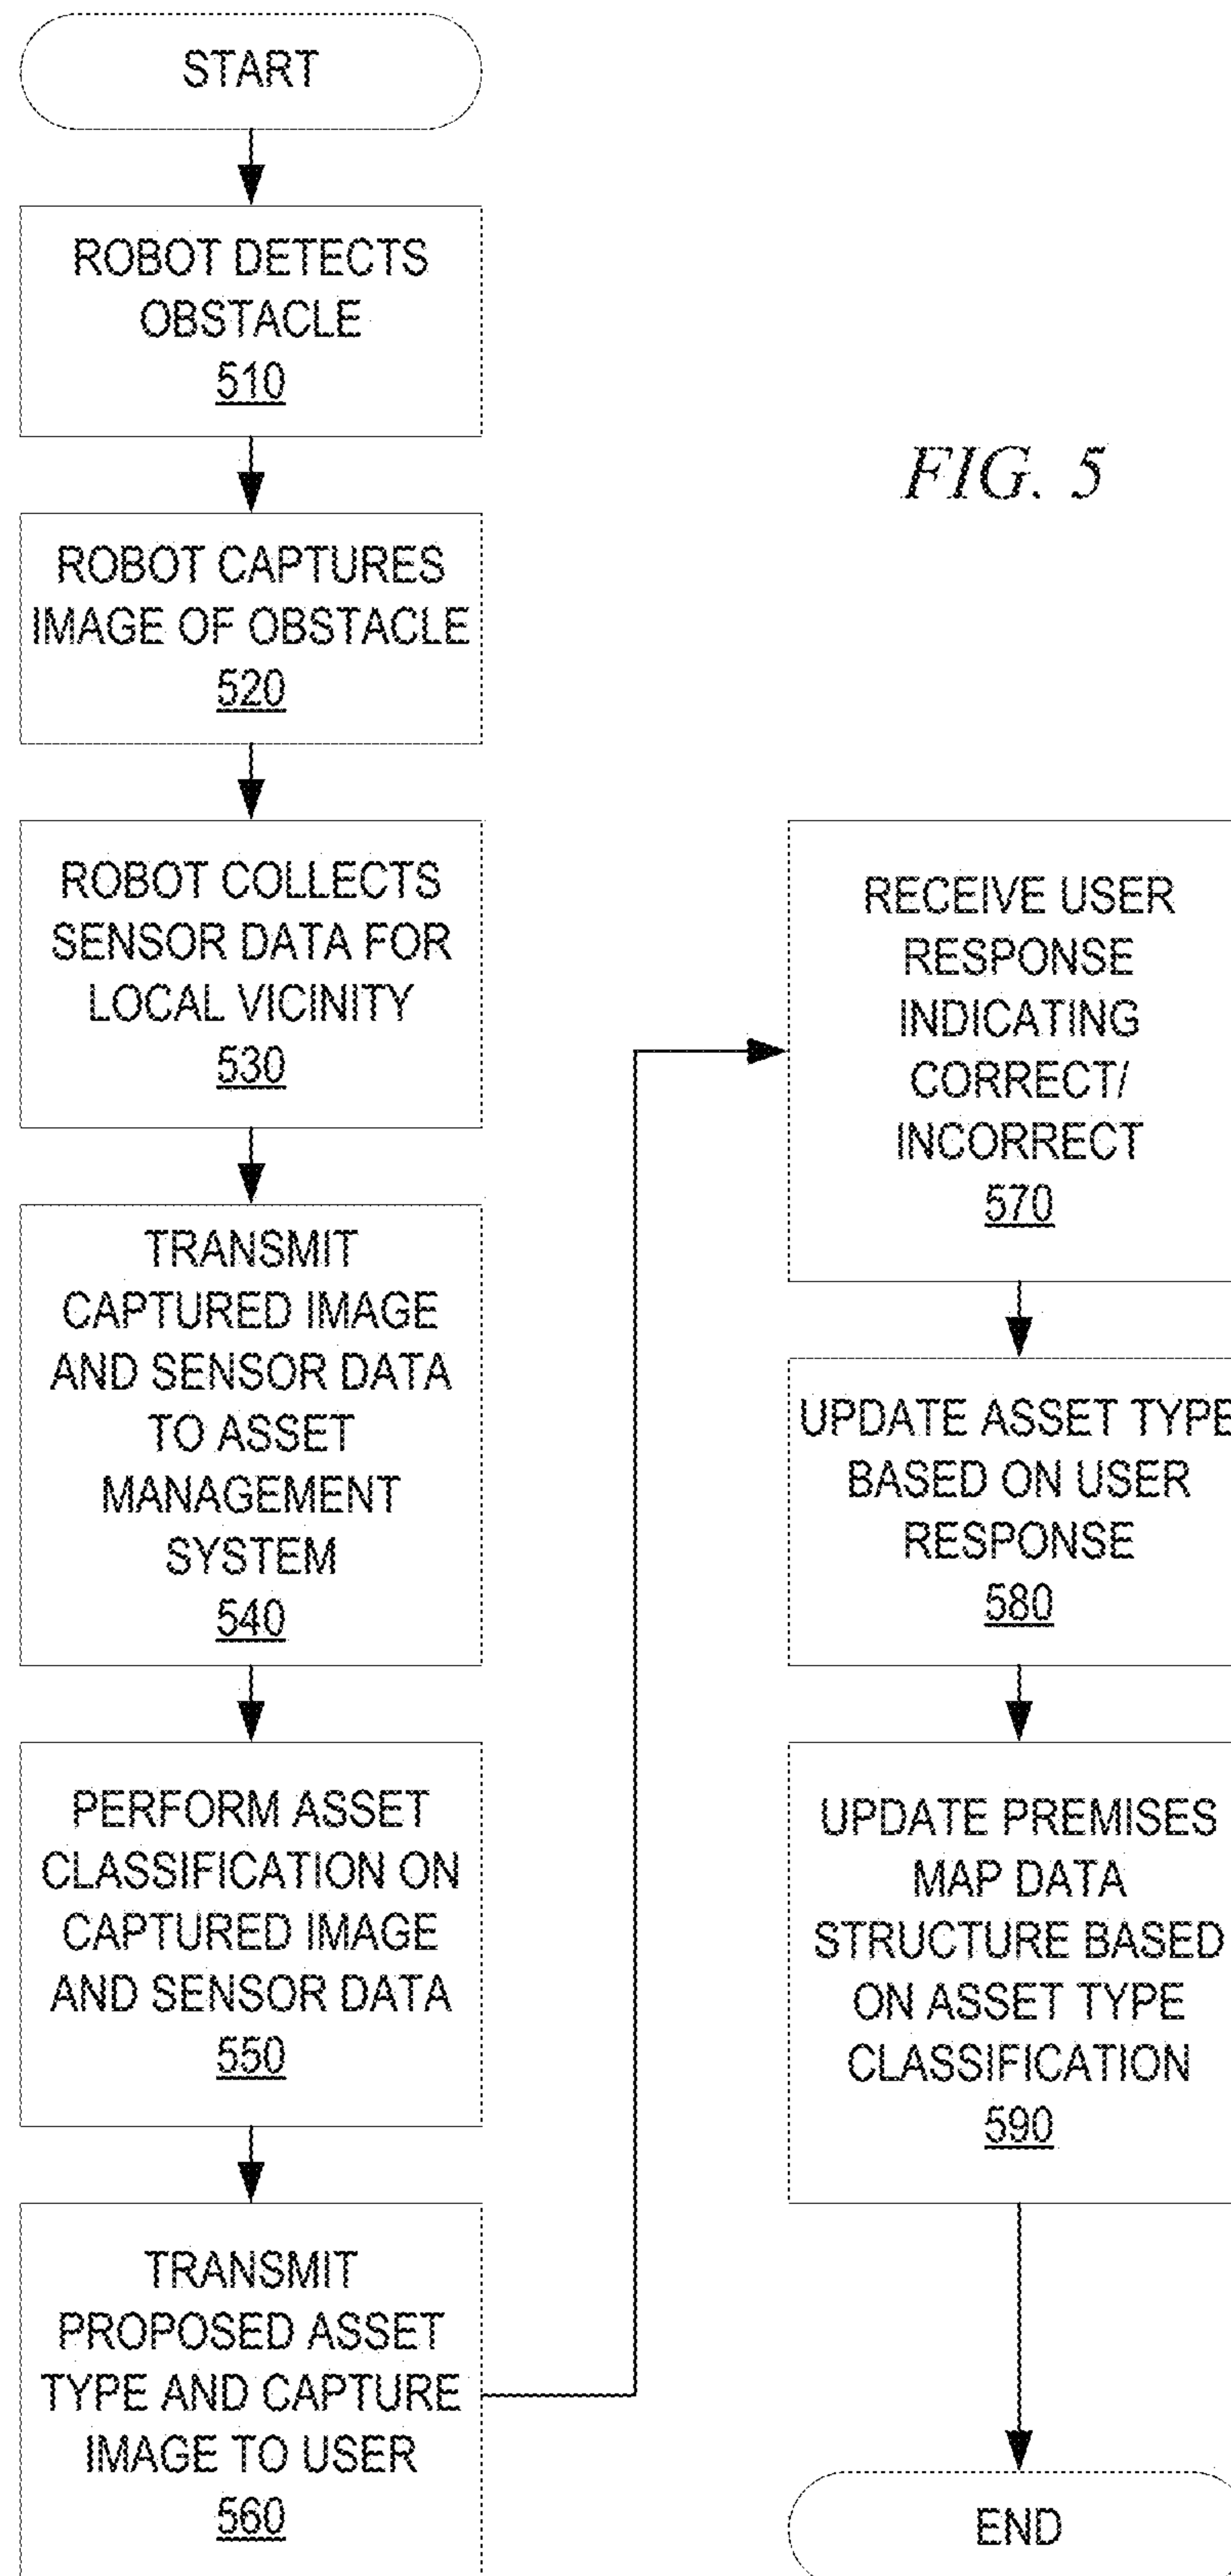 START
ROBOT DETECTS
OBSTACLE
510
ROBOT CAPTURES
IMAGE OF OBSTACLE
520
ROBOT COLLECTS
SENSOR DATA FOR
LOCAL VICINITY
530
TRANSMIT
CAPTURED IMAGE
AND SENSOR DATA
TO ASSET
MANAGEMENT
SYSTEM
540
PERFORM ASSET
CLASSIFICATION ON
CAPTURED IMAGE
AND SENSOR DATA
550
TRANSMIT
PROPOSED ASSET
TYPE AND CAPTURE
IMAGE TO USER
560
FIG. 5
RECEIVE USER
RESPONSE
INDICATING
CORRECT/
INCORRECT
570
UPDATE ASSET TYPE
BASED ON USER
RESPONSE
580
UPDATE PREMISES
MAP DATA
STRUCTURE BASED
ON ASSET TYPE
CLASSIFICATION
590
END